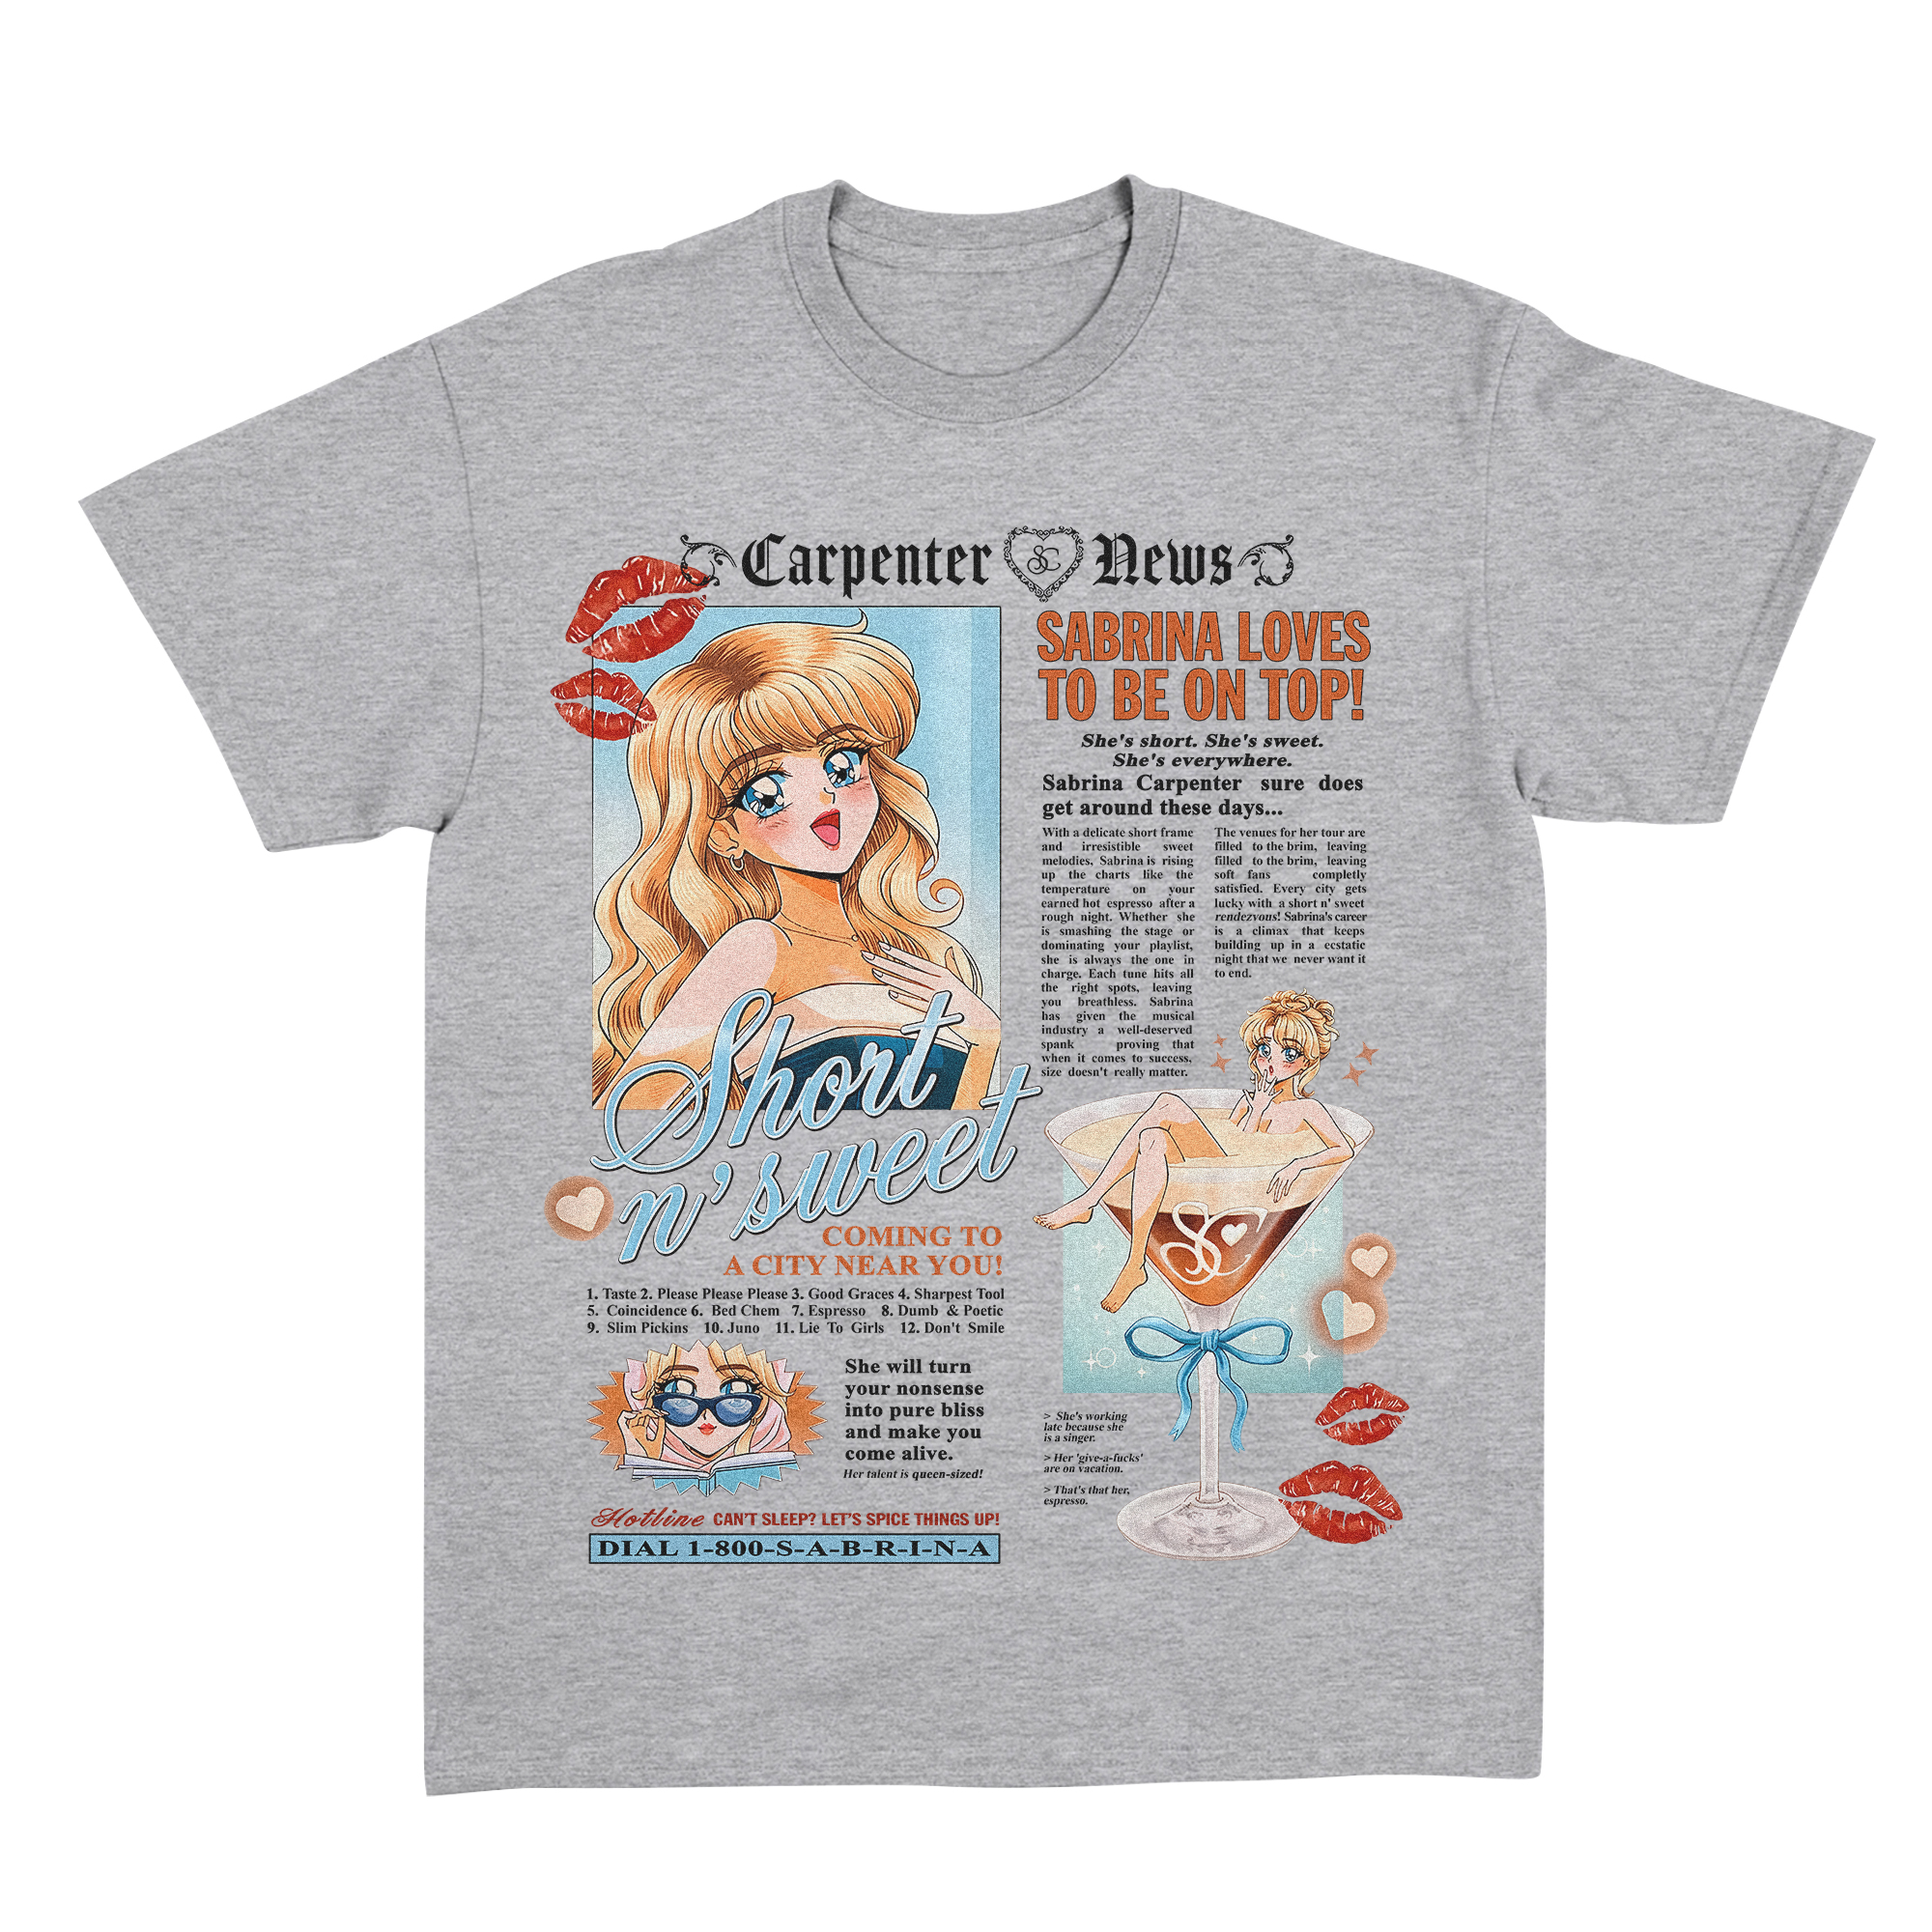 Carpenter SC News
SABRINA LOVES
TO BE ON TOP!
She's short. She's sweet.
She's everywhere.
Sabrina Carpenter sure does
get around these days...
With a delicate short frame
and irresistible sweet
melodies. Sabrina is rising
up the charts like the
temperature on your
earned hot espresso after a
rough night. Whether she
is smashing the stage or
dominating your playlist,
she is always the one in
charge. Each tune hits all
the right spots, leaving
you breathless. Sabrina
has given the musical
industry a well-deserved
spank proving that
when it comes to success,
size doesn't really matter.
The venues for her tour are
filled to the brim, leaving
filled to the brim, leaving
soft fans completly
satisfied. Every city gets
lucky with a short n' sweet
rendezvous! Sabrina's career
is a climax that keeps
building up in a ecstatic
night that we never want it
to end.
Short
n' sweet
COMING TO
A CITY NEAR YOU!
1. Taste 2. Please Please Please 3. Good Graces 4. Sharpest Tool
5. Coincidence 6. Bed Chem 7. Espresso 8. Dumb & Poetic
9. Slim Pickins 10. Juno 11. Lie To Girls 12. Don't Smile
She will turn
your nonsense
into pure bliss
and make you
come alive.
Her talent is queen-sized!
Hotline CAN'T SLEEP? LET'S SPICE THINGS UP!
DIAL 1-800-S-A-B-R-I-N-A
SC
> She's working
late because she
is a singer.
> Her 'give-a-fucks'
are on vacation.
> That's that her,
espresso.